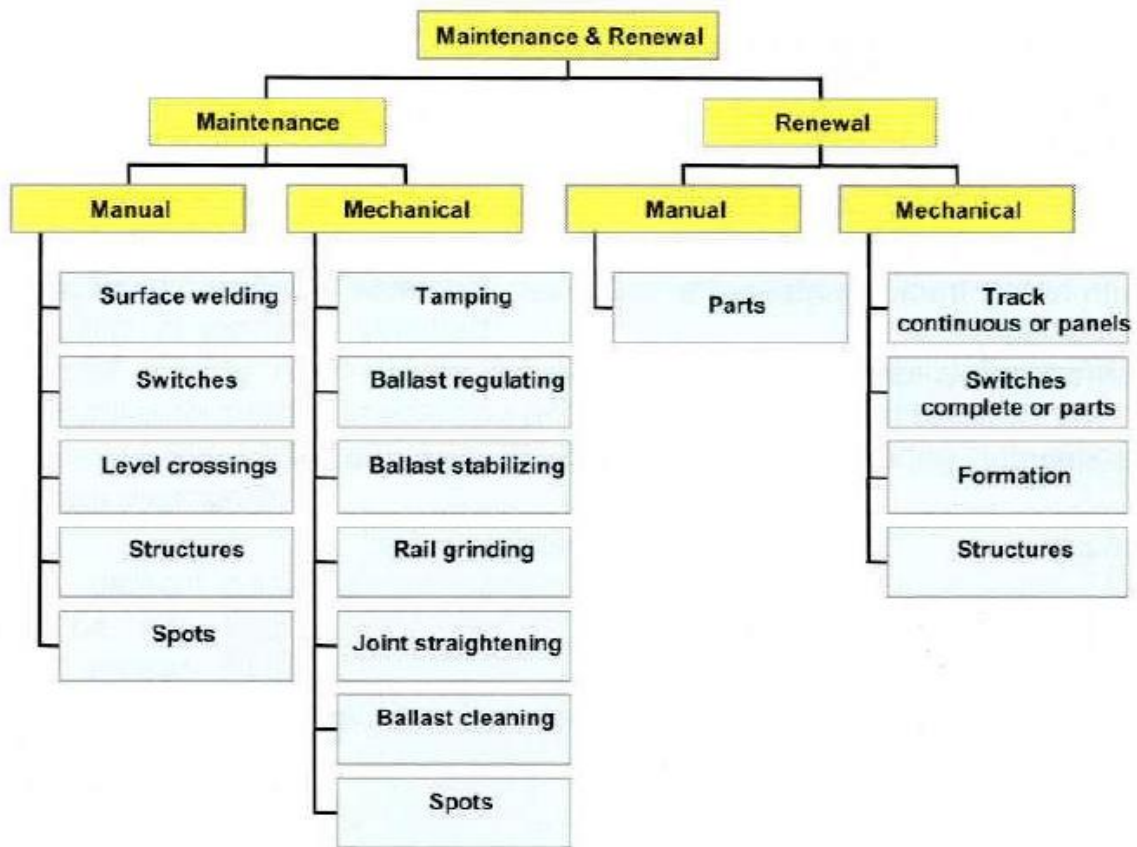 Maintenance & Renewal
Maintenance
Renewal
Manual
Mechanical
Manual
Mechanical
Surface welding
Switches
Level crossings
Structures
Spots
Tamping
Ballast regulating
Ballast stabilizing
Rail grinding
Joint straightening
Ballast cleaning
Spots
Parts
Track
continuous or panels
Switches
complete or parts
Formation
Structures